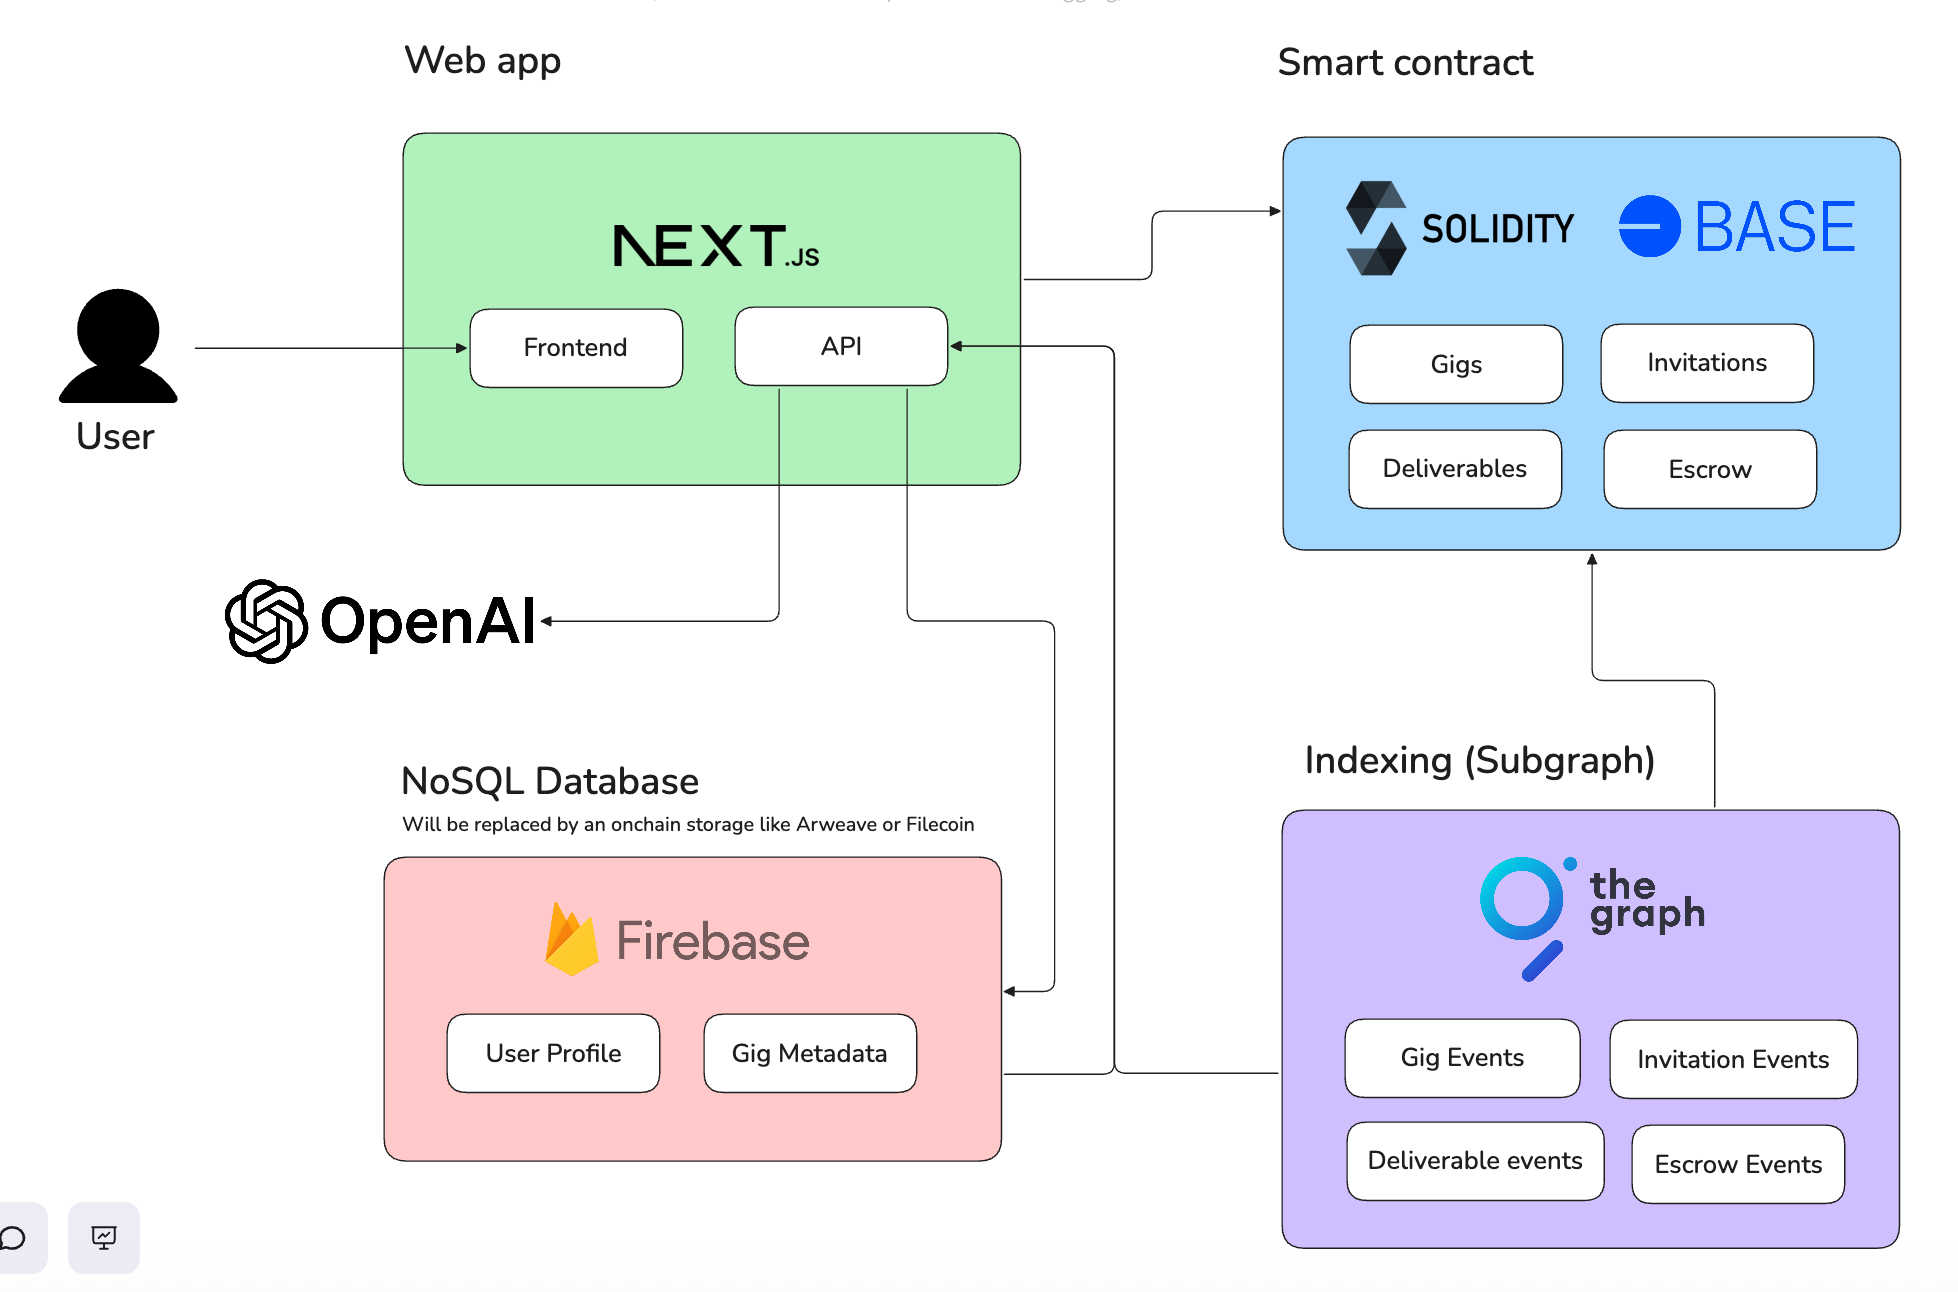 Web app
Smart contract
NEXT.JS
SOLIDITY
BASE
Frontend
API
Gigs
Invitations
Deliverables
Escrow
User
OpenAI
NoSQL Database
Will be replaced by an onchain storage like Arweave or Filecoin
Indexing (Subgraph)
Firebase
the
graph
User Profile
Gig Metadata
Gig Events
Invitation Events
Deliverable events
Escrow Events